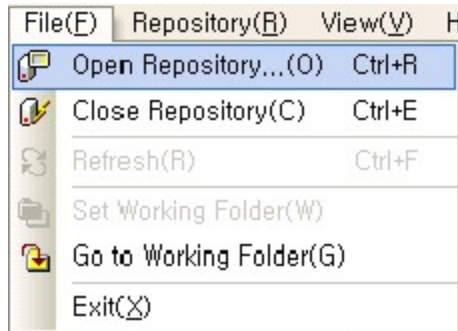 File(F) Repository(R) View(V) H
Open Repository...(O) Ctrl+R
Close Repository(C) Ctrl+E
Refresh(R) Ctrl+F
Set Working Folder(W)
Go to Working Folder(G)
Exit(X)